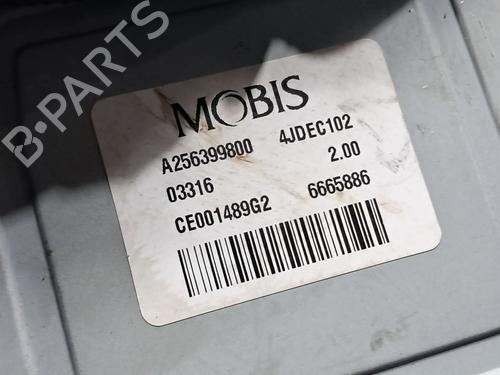 B-PARTS
MOBIS
A256399800 4JDEC102
03316 2.00
CE001489G2 6665886